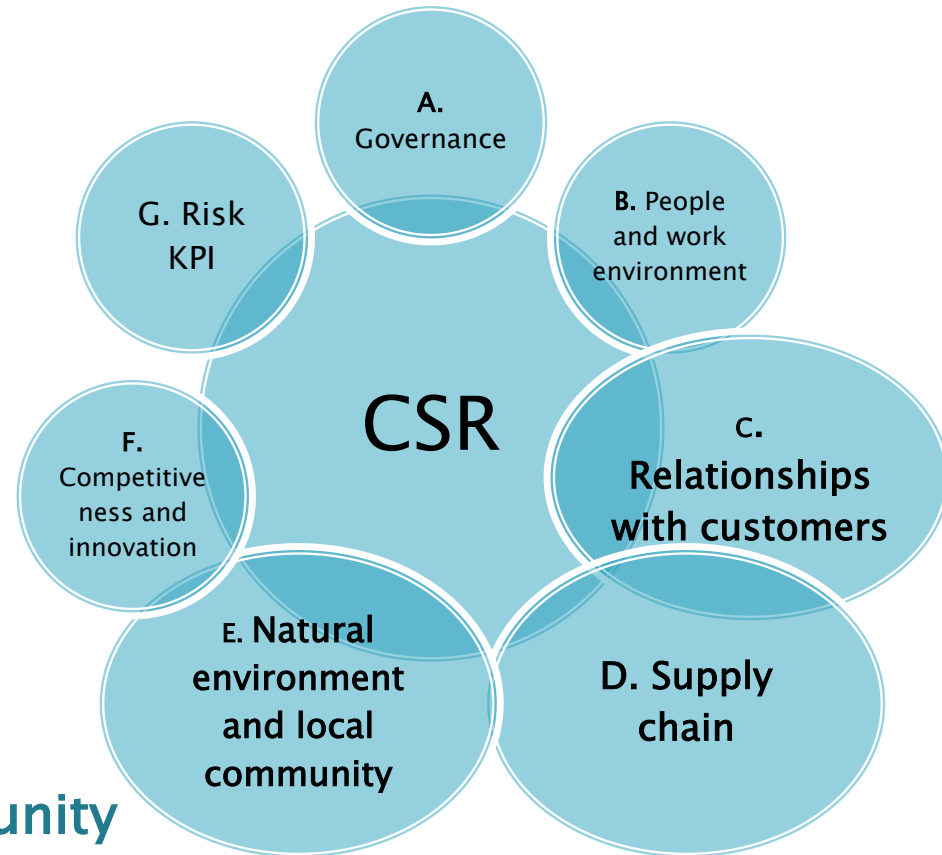 A.
Governance
B. People
and work
environment
C.
Relationships
with customers
D. Supply
chain
E. Natural
environment
and local
community
F.
Competitive
ness and
innovation
G. Risk
KPI
CSR
unity